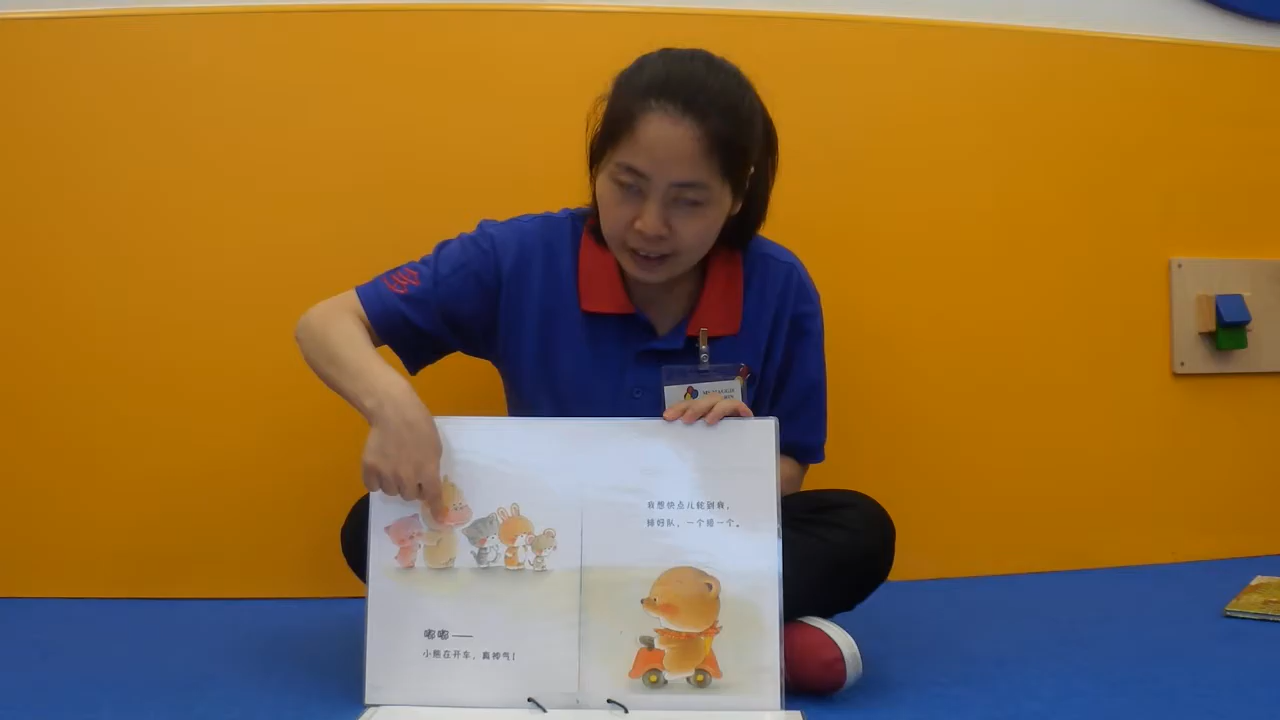 嘟嘟——
小熊在开车，真神气！
我想快点儿轮到我，
排好队，一个接一个。